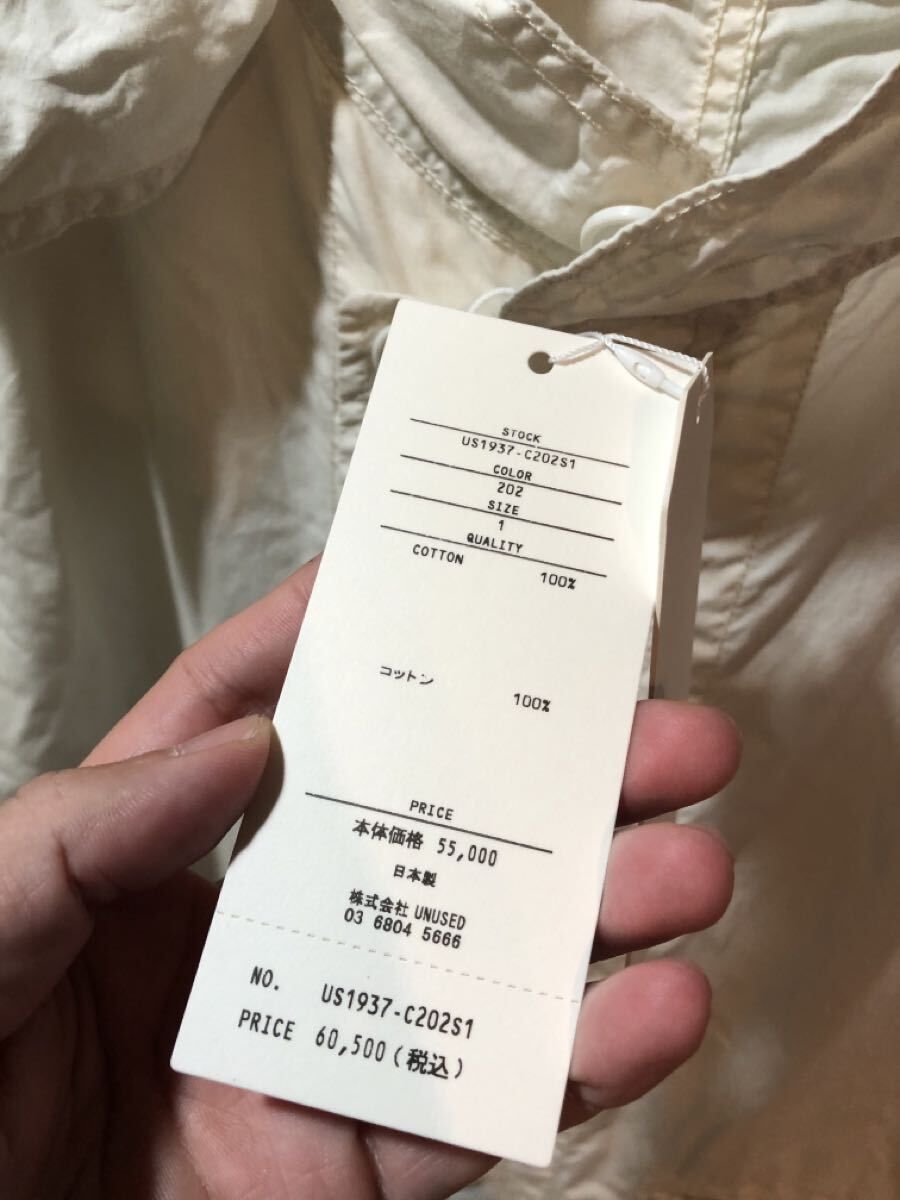 STOCK
US1937-C202S1
COLOR
202
SIZE
1
QUALITY
COTTON 100%
コットン 100%
PRICE
本体価格 55,000
日本製
株式会社 UNUSED
03 6804 5666
NO. US1937-C202S1
PRICE 60,500(税込)